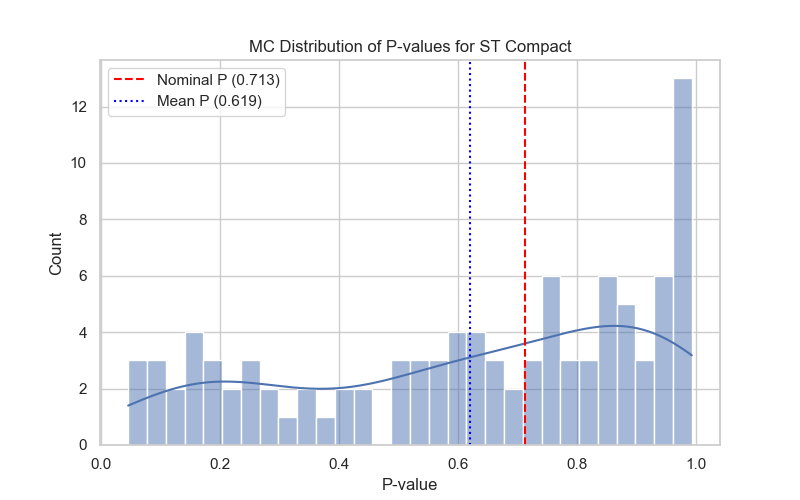 MC Distribution of P-values for ST Compact
Nominal P (0.713)
Mean P (0.619)
12
10
8
6
4
2
0
Count
0.0 0.2 0.4 0.6 0.8 1.0
P-value